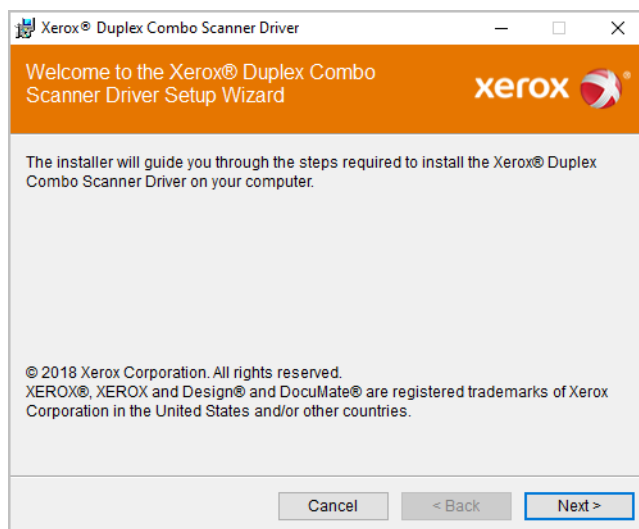 Xerox® Duplex Combo Scanner Driver
Welcome to the Xerox® Duplex Combo
Scanner Driver Setup Wizard
xerox
The installer will guide you through the steps required to install the Xerox® Duplex
Combo Scanner Driver on your computer.
© 2018 Xerox Corporation. All rights reserved.
XEROX®, XEROX and Design® and DocuMate® are registered trademarks of Xerox
Corporation in the United States and/or other countries.
Cancel
< Back
Next >